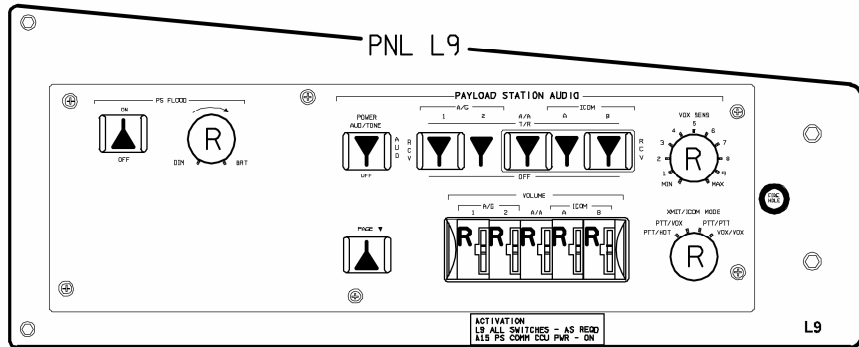 PNL L9
PAYLOAD STATION AUDIO
PS FLOOD
ON
OFF
R
DIM
BRT
POWER
AUD/TONE
OFF
AUD
RCV
A/G
1
2
A/A
T/R
ICOM
A
B
RCV
OFF
VOX SENS
MIN
1
2
3
4
5
6
7
8
9
MAX
R
VOLUME
A/G
1
2
A/A
ICOM
A
B
R
R
R
R
R
PAGE
XMIT/ICOM MODE
PTT/HOT
PTT/VOX
PTT/PTT
VOX/VOX
R
CDC
HOLE
ACTIVATION
L9 ALL SWITCHES - AS REQD
A15 PS COMM CCU PWR - ON
L9